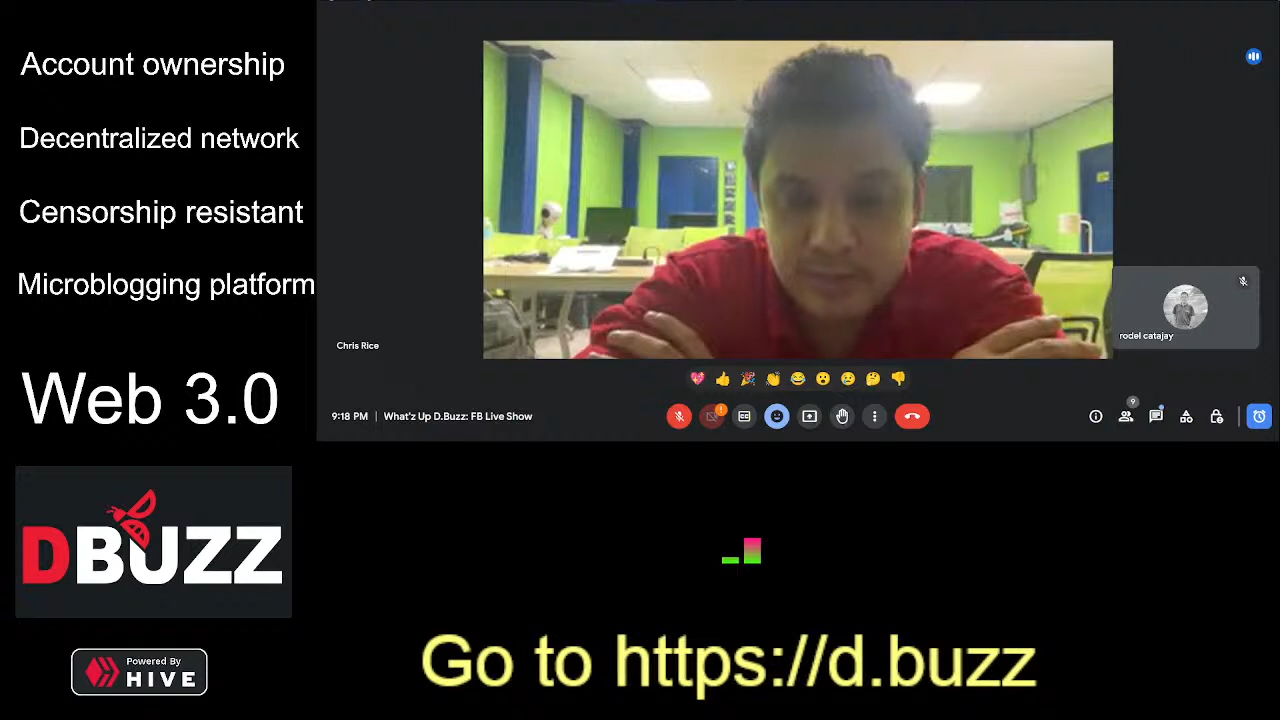 Account ownership
Decentralized network
Censorship resistant
Microblogging platform
Web 3.0
DBUZZ
Powered By
HIVE
Chris Rice
rodel catajay
9:18 PM | What'z Up D.Buzz: FB Live Show
9
Go to https://d.buzz